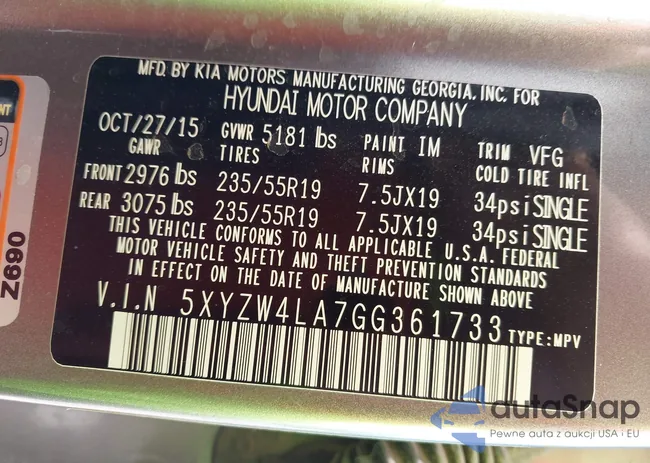 MFD. BY KIA MOTORS MANUFACTURING GEORGIA, INC. FOR
HYUNDAI MOTOR COMPANY
OCT/27/15 GVWR 5181 lbs PAINT IM TRIM VFG
GAWR TIRES RIMS COLD TIRE INFL
FRONT 2976 lbs 235/55R19 7.5JX19 34psi SINGLE
REAR 3075 lbs 235/55R19 7.5JX19 34psi SINGLE
THIS VEHICLE CONFORMS TO ALL APPLICABLE U.S.A. FEDERAL
MOTOR VEHICLE SAFETY AND THEFT PREVENTION STANDARDS
IN EFFECT ON THE DATE OF MANUFACTURE SHOWN ABOVE
V.I.N 5XYZW4LA7GG361733 TYPE:MPV
Z690
autaSnap
Pewne auta z aukcji USA i EU